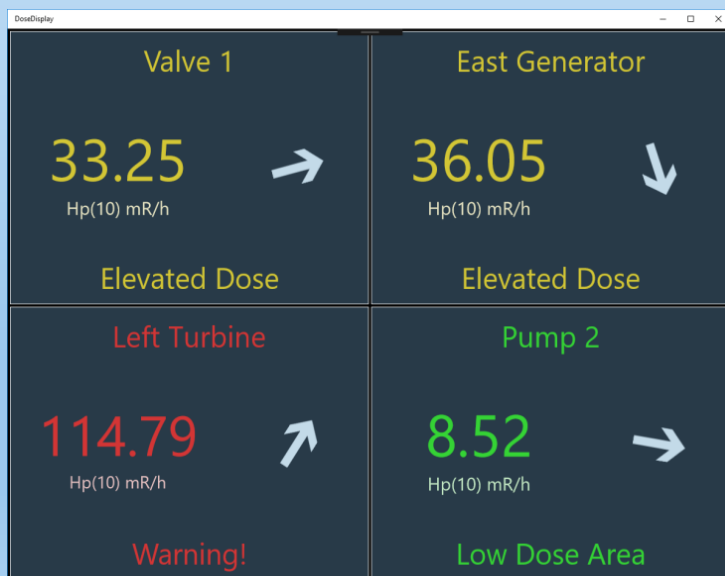 DoseDisplay
Valve 1
33.25
Hp(10) mR/h
Elevated Dose
East Generator
36.05
Hp(10) mR/h
Elevated Dose
Left Turbine
114.79
Hp(10) mR/h
Warning!
Pump 2
8.52
Hp(10) mR/h
Low Dose Area